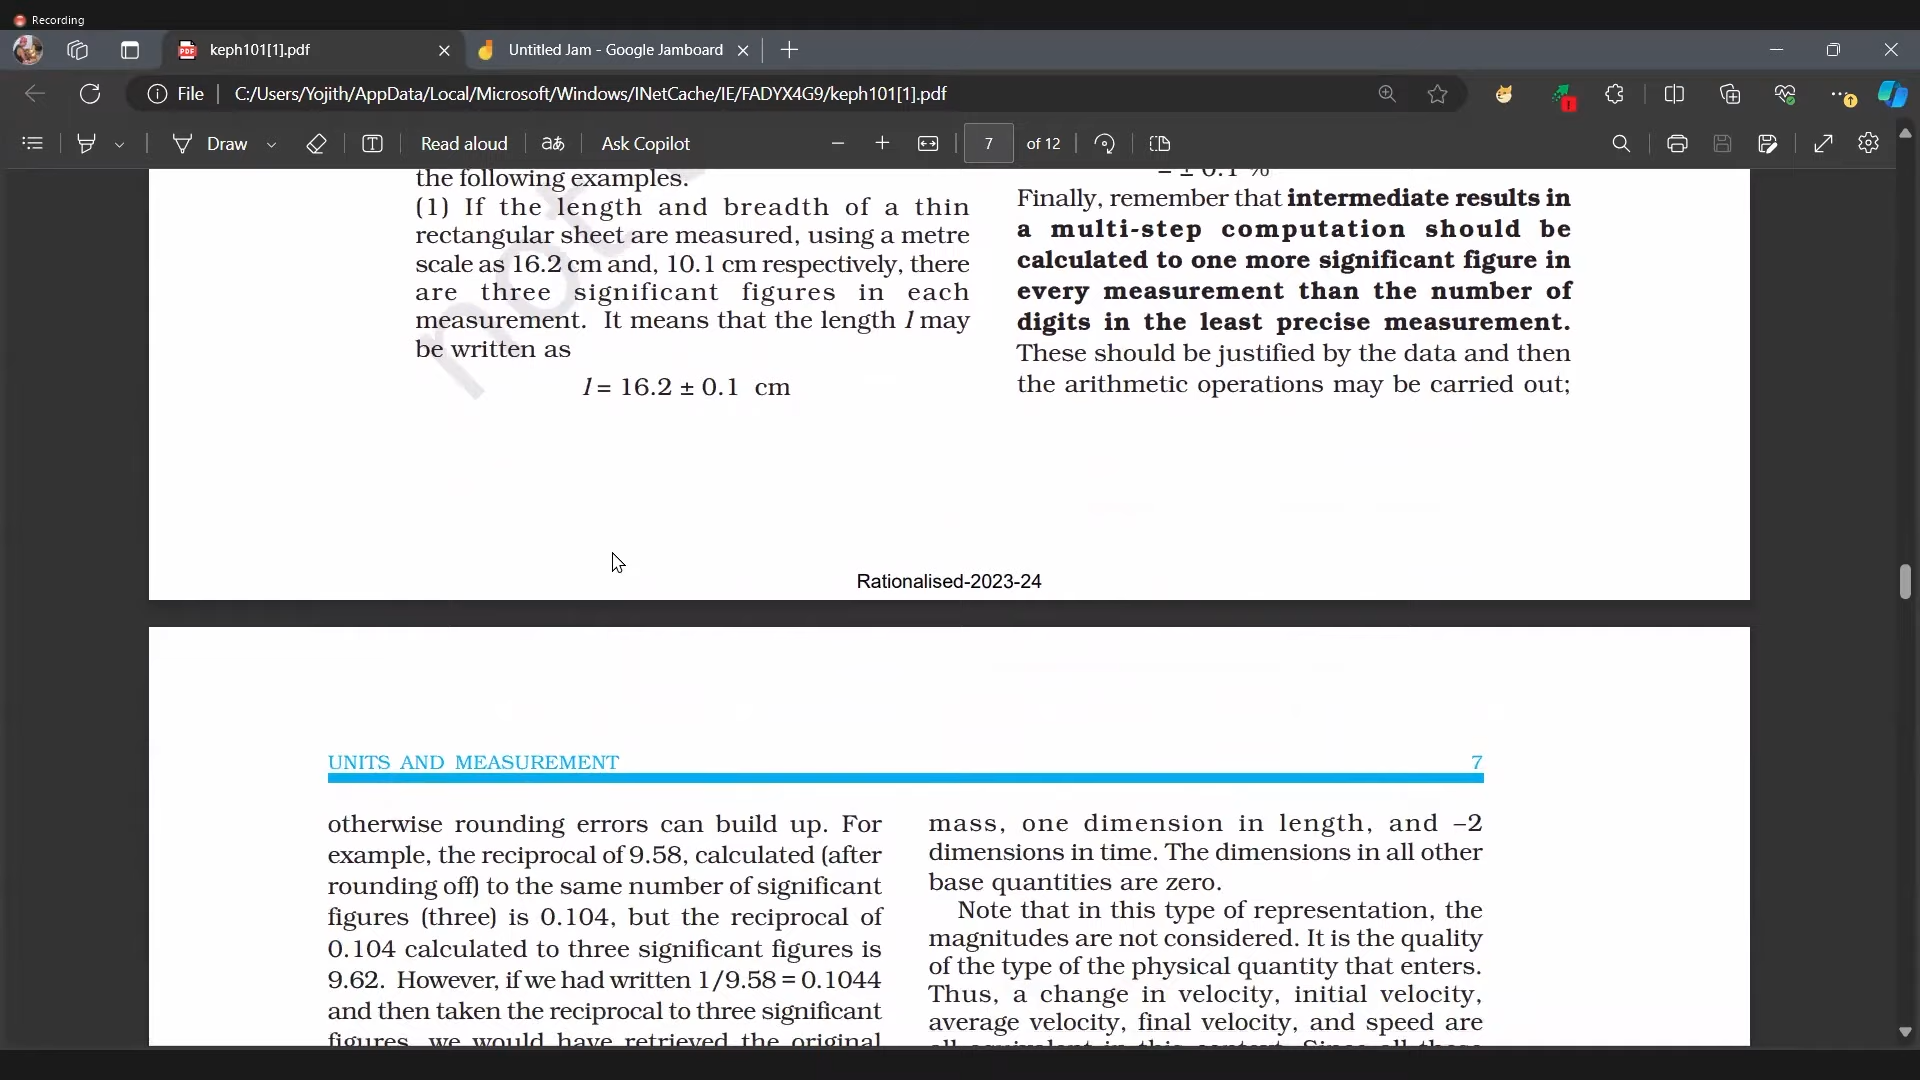 Recording
keph101[1].pdf
Untitled Jam - Google Jamboard
File
C:/Users/Yojith/AppData/Local/Microsoft/Windows/INetCache/IE/FADYX4G9/keph101[1].pdf
Draw
Read aloud
aあ
Ask Copilot
7
of 12
the following examples.
(1) If the length and breadth of a thin
rectangular sheet are measured, using a metre
scale as 16.2 cm and, 10.1 cm respectively, there
are three significant figures in each
measurement. It means that the length l may
be written as
l = 16.2 ± 0.1 cm
not
= ± 0.1 %
Finally, remember that intermediate results in
a multi-step computation should be
calculated to one more significant figure in
every measurement than the number of
digits in the least precise measurement.
These should be justified by the data and then
the arithmetic operations may be carried out;
Rationalised-2023-24
UNITS AND MEASUREMENT
7
otherwise rounding errors can build up. For
example, the reciprocal of 9.58, calculated (after
rounding off) to the same number of significant
figures (three) is 0.104, but the reciprocal of
0.104 calculated to three significant figures is
9.62. However, if we had written 1/9.58 = 0.1044
and then taken the reciprocal to three significant
figures, we would have retrieved the original
mass, one dimension in length, and –2
dimensions in time. The dimensions in all other
base quantities are zero.
Note that in this type of representation, the
magnitudes are not considered. It is the quality
of the type of the physical quantity that enters.
Thus, a change in velocity, initial velocity,
average velocity, final velocity, and speed are
all equivalent in this context. Since all these